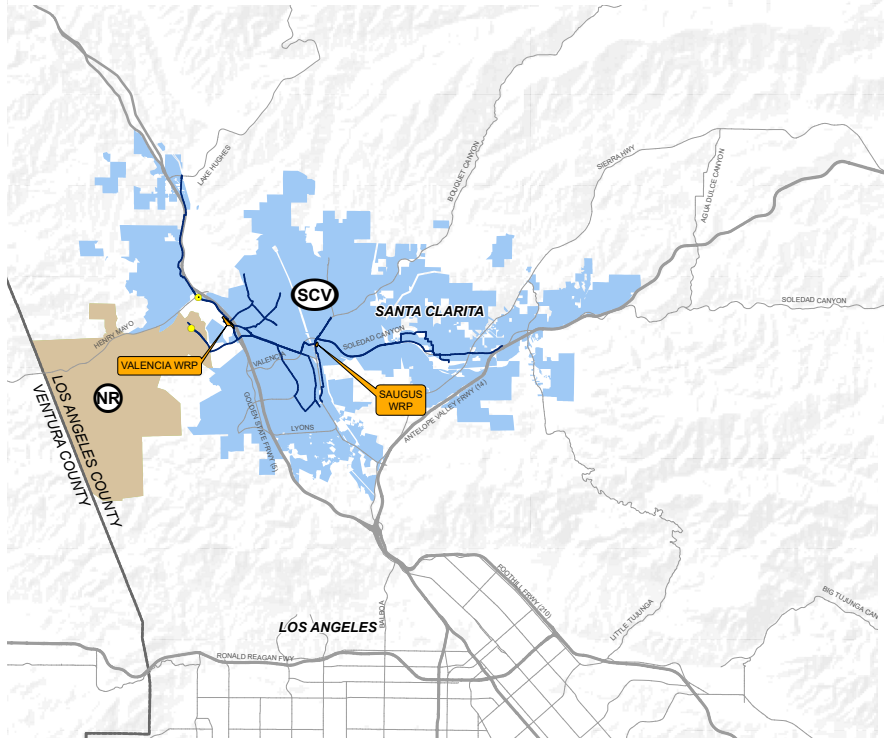 LAKE HUGHES
BOUQUET CANYON
SIERRA HWY
AGUA DULCE CANYON
SCV
SANTA CLARITA
SOLEDAD CANYON
HENRY MAYO
SOLEDAD CANYON
VALENCIA WRP
VALENCIA
SAUGUS
WRP
NR
GOLDEN STATE FRWY (5)
LYONS
ANTELOPE VALLEY FRWY (14)
LOS ANGELES COUNTY
VENTURA COUNTY
FOOTHILL FRWY (210)
LITTLE TUJUNGA
BIG TUJUNGA CAN
BALBOA
LOS ANGELES
RONALD REAGAN FWY